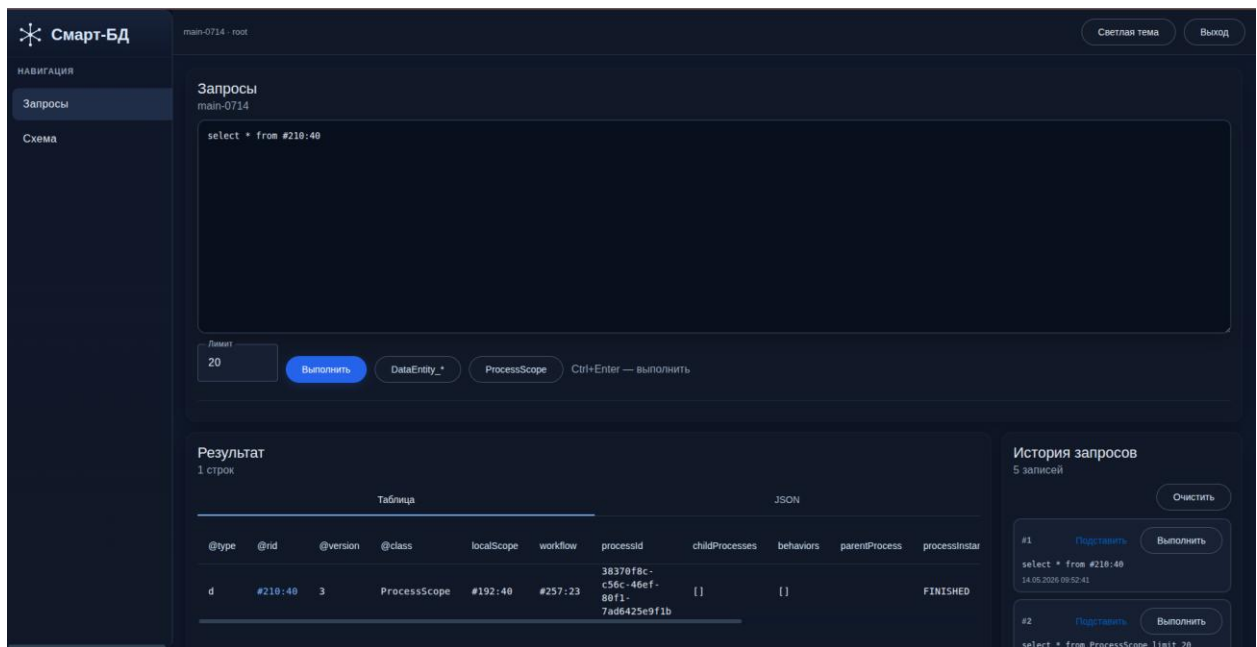 Смарт-БД
main-0714 · root
Светлая тема
Выход
НАВИГАЦИЯ
Запросы
Схема
Запросы
main-0714
select * from #210:40
Лимит
20
Выполнить
DataEntity_*
ProcessScope
Ctrl+Enter — выполнить
Результат
1 строк
Таблица
JSON
@type @rid @version @class localScope workflow processId childProcesses behaviors parentProcess processInstan
d #210:40 3 ProcessScope #192:40 #257:23 38370f8c-
c56c-46ef-
80f1-
7ad6425e9f1b [] [] FINISHED
История запросов
5 записей
Очистить
#1 Подставить Выполнить
select * from #210:40
14.05.2026 09:52:41
#2 Подставить Выполнить
select * from ProcessScope limit 20